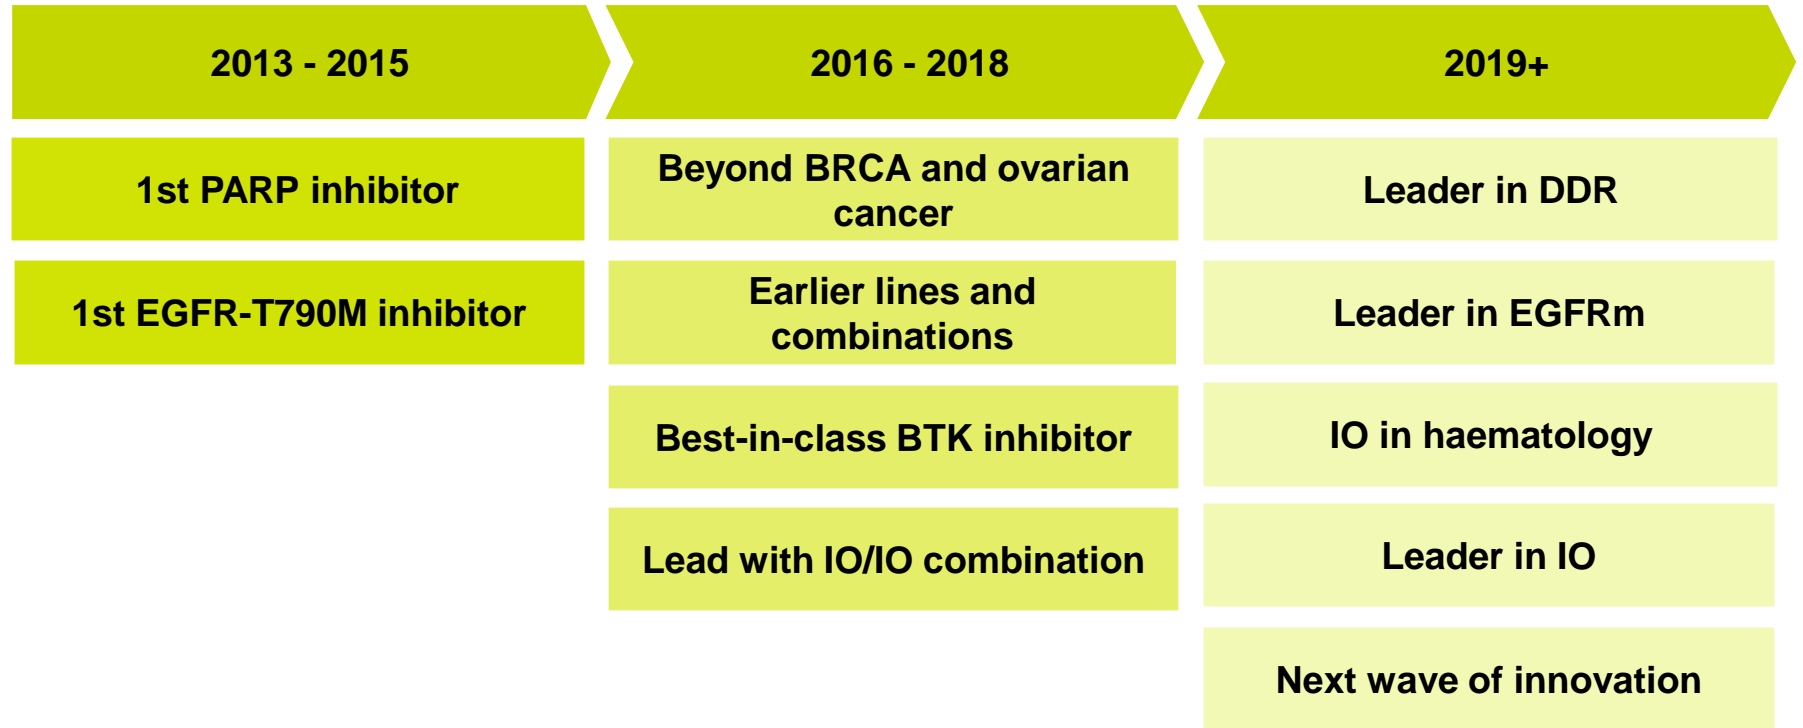 2013 - 2015
2016 - 2018
2019+
1st PARP inhibitor
Beyond BRCA and ovarian
cancer
Leader in DDR
1st EGFR-T790M inhibitor
Earlier lines and
combinations
Leader in EGFRm
Best-in-class BTK inhibitor
IO in haematology
Lead with IO/IO combination
Leader in IO
Next wave of innovation